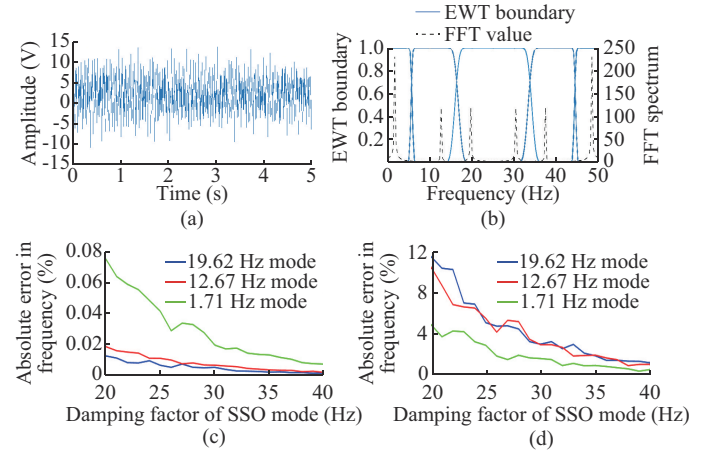 EWT boundary
FFT value
15
10
5
0
-5
-10
-15
Amplitude (V)
0 1 2 3 4 5
Time (s)
(a)
1.0
0.8
0.6
0.4
0.2
EWT boundary
250
200
150
100
50
0
FFT spectrum
0 10 20 30 40 50
Frequency (Hz)
(b)
0.08
0.06
0.04
0.02
0
Absolute error in
frequency (%)
19.62 Hz mode
12.67 Hz mode
1.71 Hz mode
20 25 30 35 40
Damping factor of SSO mode (Hz)
(c)
12
8
4
0
Absolute error in
frequency (%)
19.62 Hz mode
12.67 Hz mode
1.71 Hz mode
20 25 30 35 40
Damping factor of SSO mode (Hz)
(d)